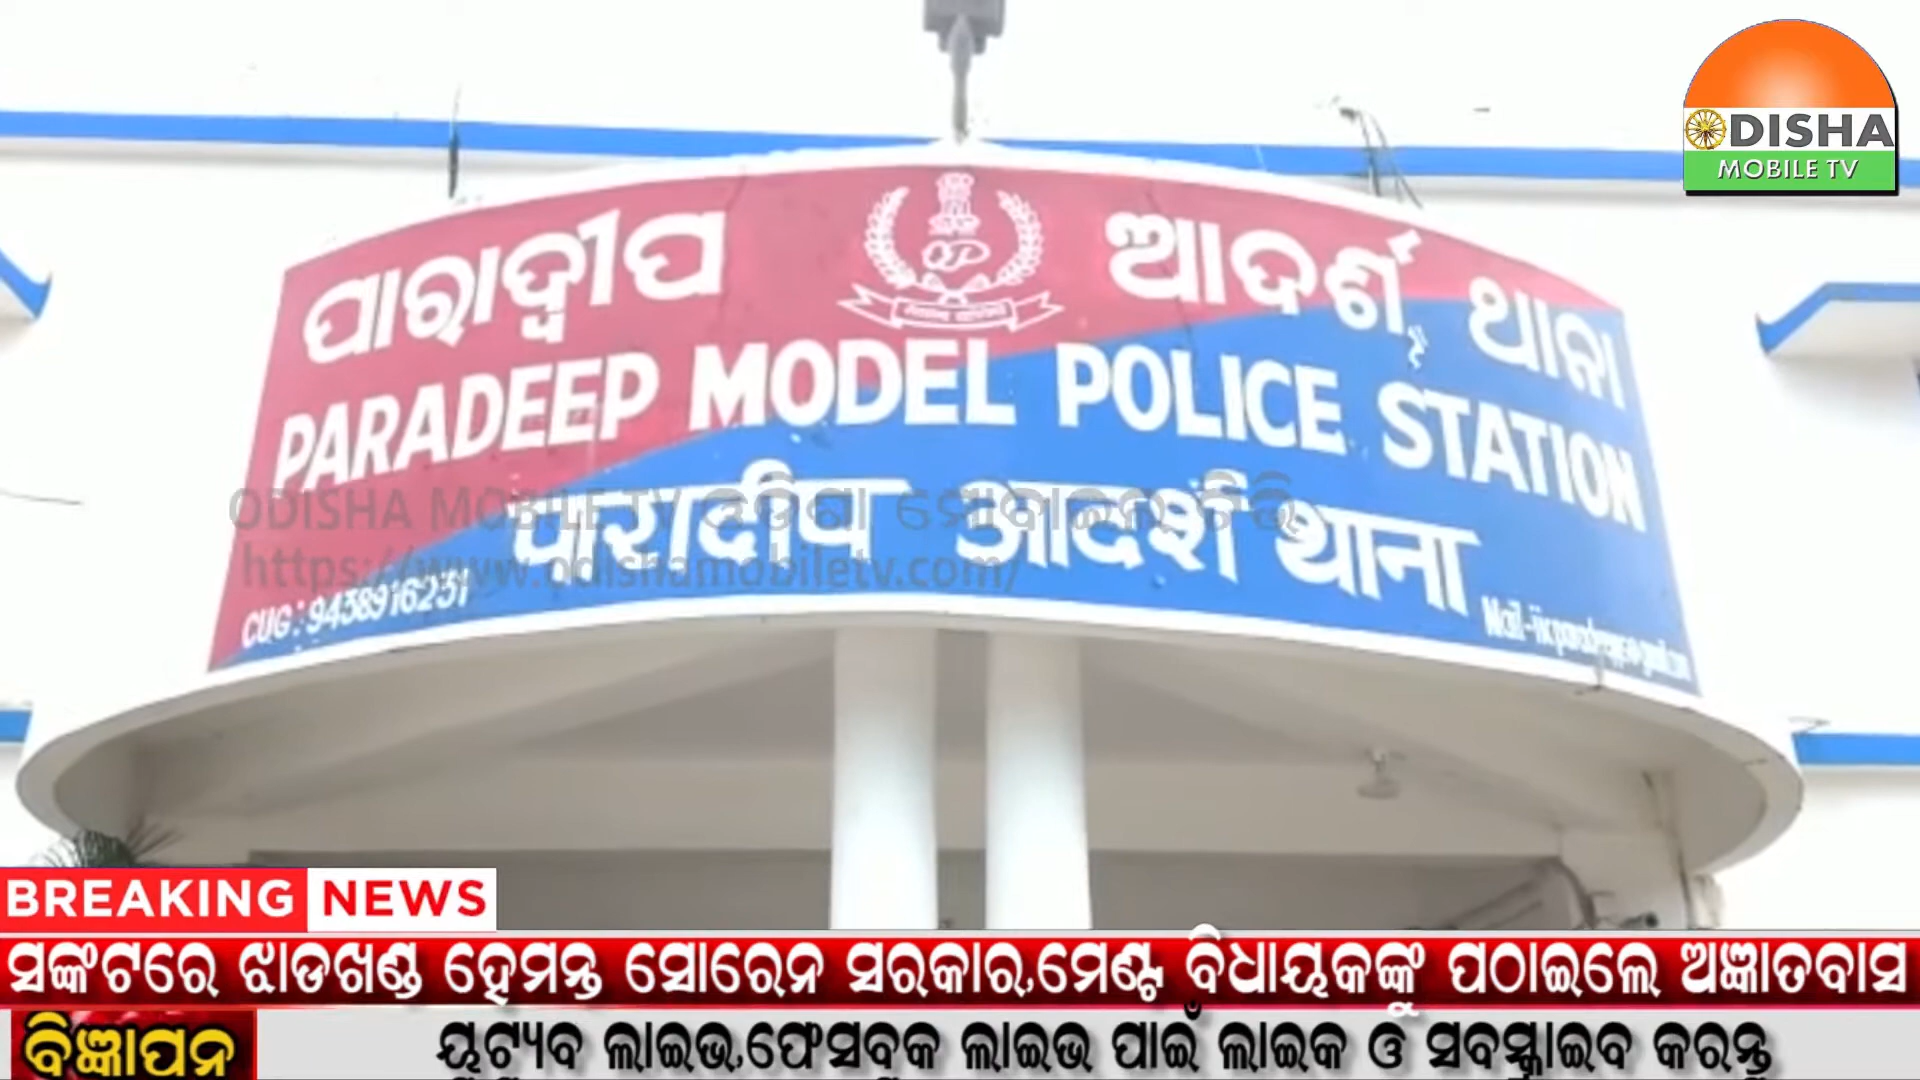 ODISHA
MOBILE TV
ପାରାଦ୍ୱୀପ ଆଦର୍ଶ ଥାନା
PARADEEP MODEL POLICE STATION
ODISHA MOBILE TV ଓଡିଶା ମୋବାଇଲ ଟିଭି
पारादीप आदर्श थाना
https://www.odishamobiletv.com/
CUG: 9438916231
BREAKING NEWS
ସଙ୍କଟରେ ଝାଡଖଣ୍ଡ ହେମନ୍ତ ସୋରେନ ସରକାର,ମେଣ୍ଟ ବିଧାୟକଙ୍କୁ ପଠାଇଲେ ଅଜ୍ଞାତବାସ
ବିଜ୍ଞାପନ
ୟୁଟ୍ୟୁବ ଲାଇଭ,ଫେସବୁକ ଲାଇଭ ପାଇଁ ଲାଇକ ଓ ସବସ୍କ୍ରାଇବ କରନ୍ତୁ